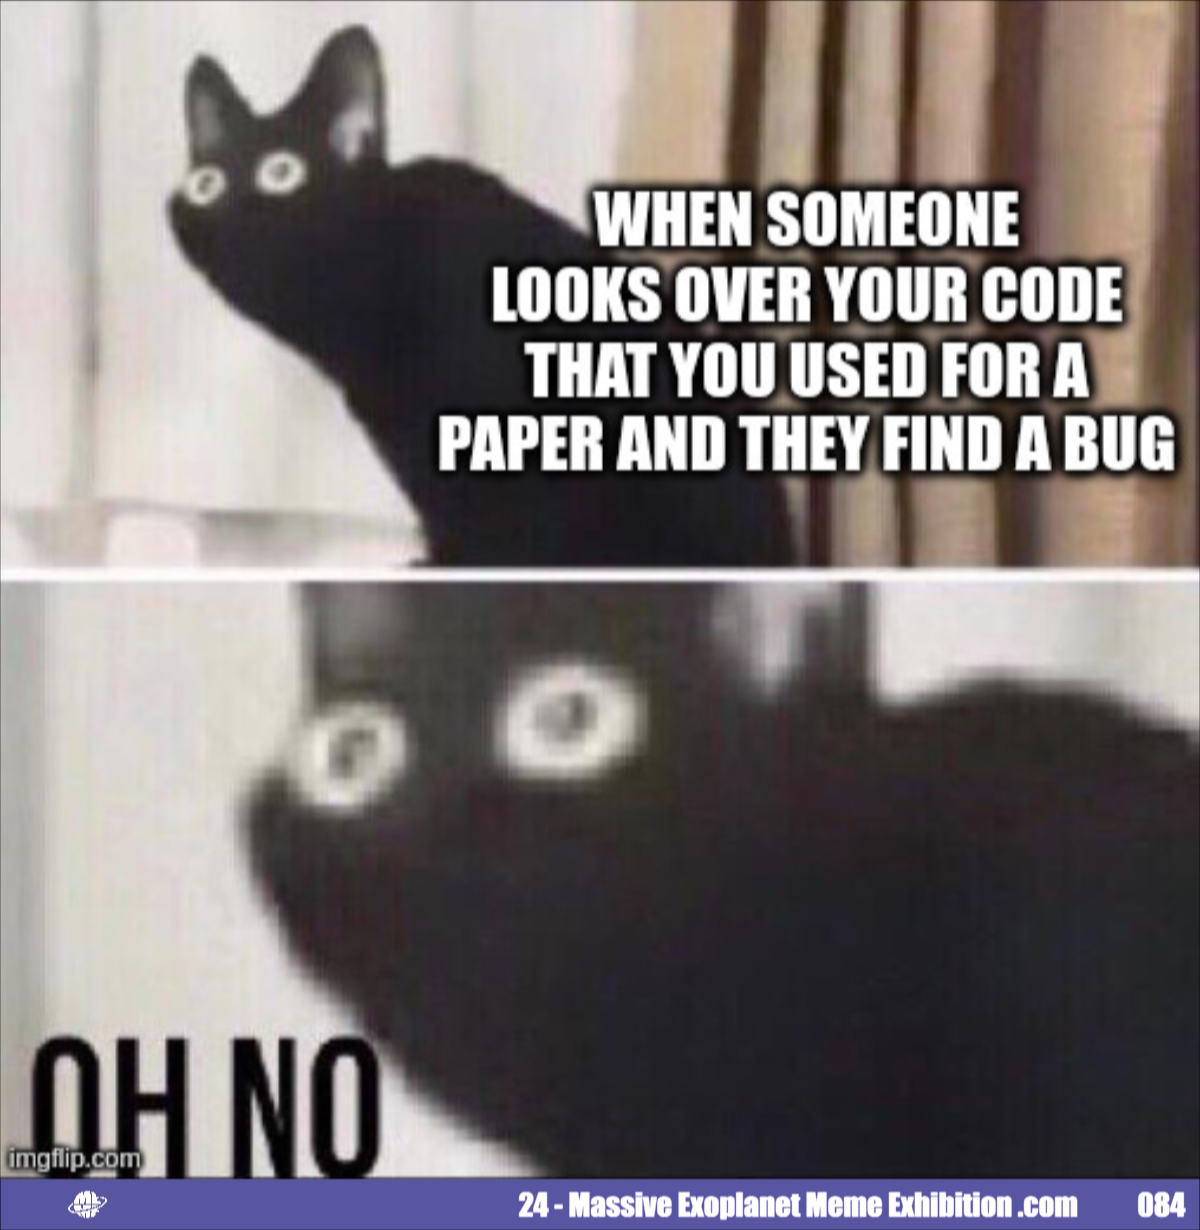 WHEN SOMEONE
LOOKS OVER YOUR CODE
THAT YOU USED FOR A
PAPER AND THEY FIND A BUG
OH NO
imgflip.com
24 - Massive Exoplanet Meme Exhibition .com 084